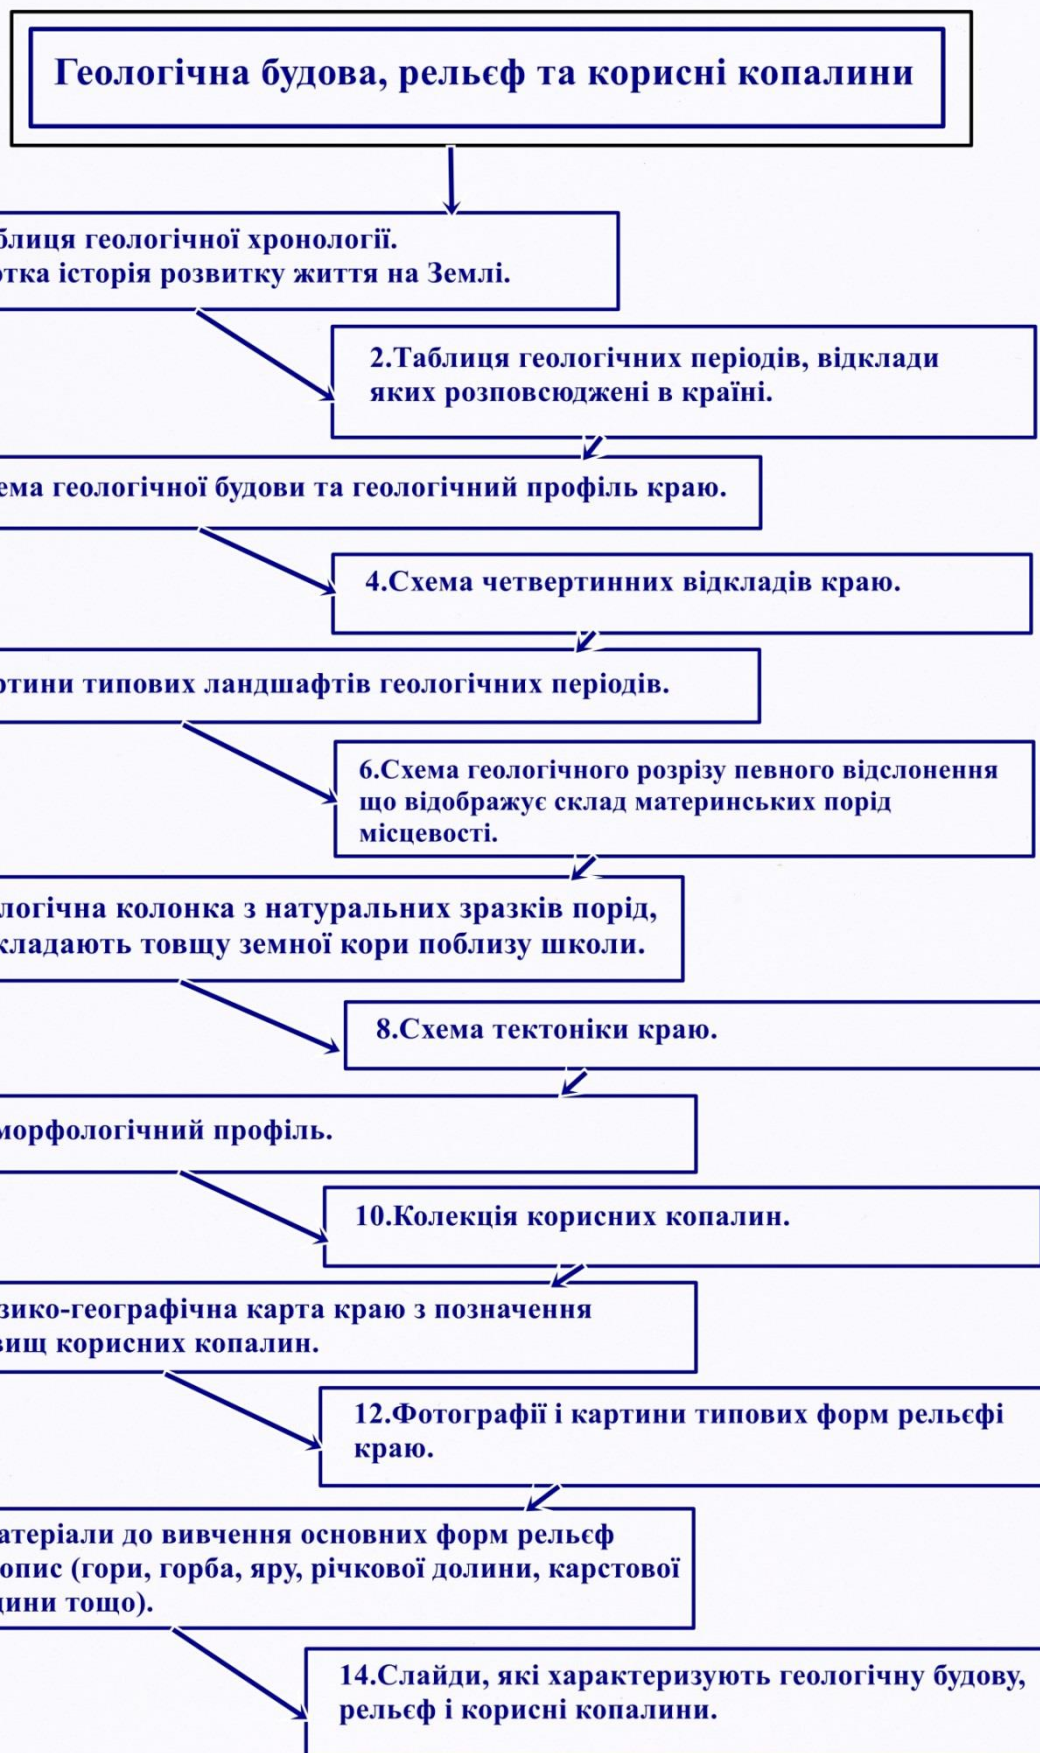 Геологічна будова, рельєф та корисні копалини
блиця геологічної хронології.
отка історія розвитку життя на Землі.
2.Таблиця геологічних періодів, відклади
яких розповсюджені в країні.
ема геологічної будови та геологічний профіль краю.
4.Схема четвертинних відкладів краю.
ртини типових ландшафтів геологічних періодів.
6.Схема геологічного розрізу певного відслонення
що відображує склад материнських порід
місцевості.
логічна колонка з натуральних зразків порід,
кладають товщу земної кори поблизу школи.
8.Схема тектоніки краю.
морфологічний профіль.
10.Колекція корисних копалин.
зико-географічна карта краю з позначення
вищ корисних копалин.
12.Фотографії і картини типових форм рельєфі
краю.
атеріали до вивчення основних форм рельєф
опис (гори, горба, яру, річкової долини, карстової
дини тощо).
14.Слайди, які характеризують геологічну будову,
рельєф і корисні копалини.